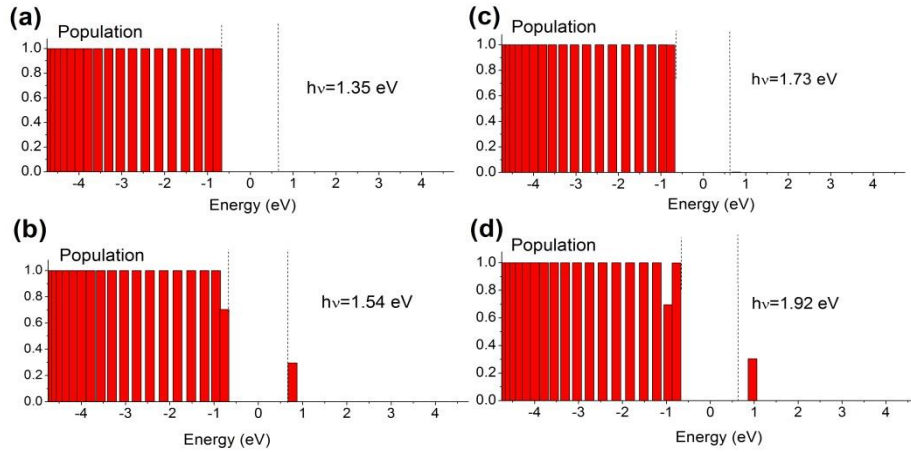 (a)
Population
1.0
0.8
0.6
0.4
0.2
0.0
hν=1.35 eV
-4 -3 -2 -1 0 1 2 3 4
Energy (eV)
(b)
Population
1.0
0.8
0.6
0.4
0.2
0.0
hν=1.54 eV
-4 -3 -2 -1 0 1 2 3 4
Energy (eV)
(c)
Population
1.0
0.8
0.6
0.4
0.2
0.0
hν=1.73 eV
-4 -3 -2 -1 0 1 2 3 4
Energy (eV)
(d)
Population
1.0
0.8
0.6
0.4
0.2
0.0
hν=1.92 eV
-4 -3 -2 -1 0 1 2 3 4
Energy (eV)